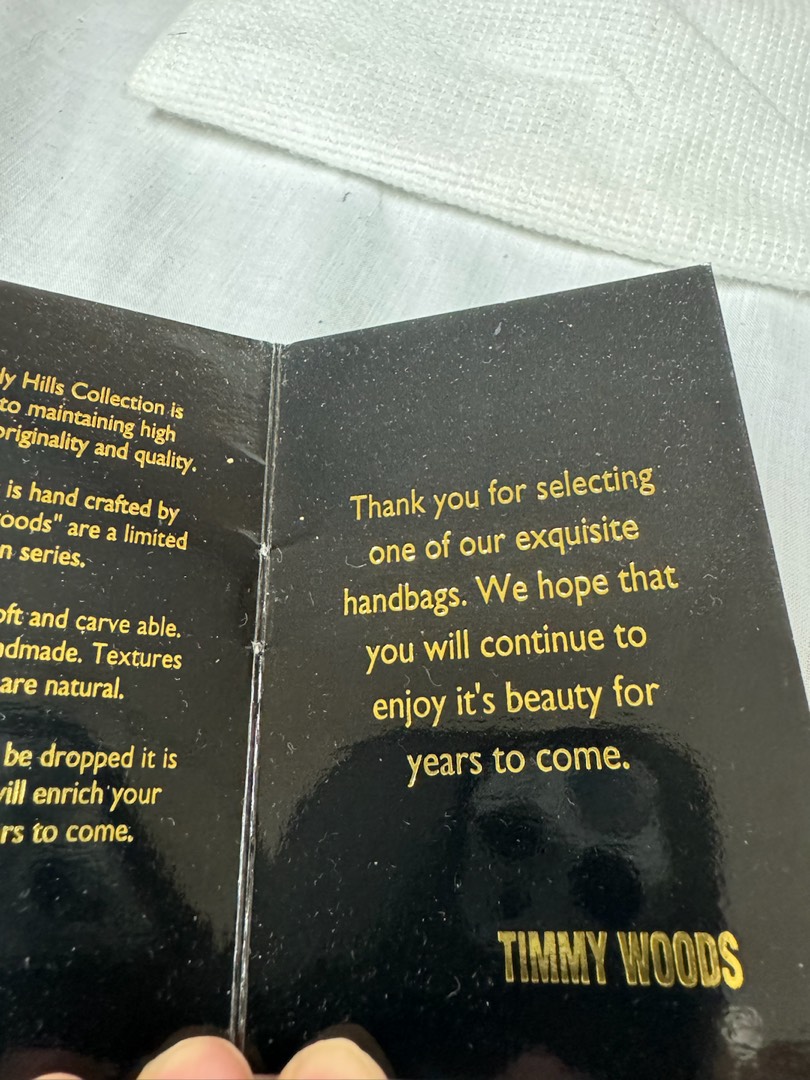 ly Hills Collection is
to maintaining high
originality and quality.
is hand crafted by
oods" are a limited
n series.
oft and carve able.
dmade. Textures
are natural.
be dropped it is
will enrich your
rs to come.
Thank you for selecting
one of our exquisite
handbags. We hope that
you will continue to
enjoy it's beauty for
years to come.
TIMMY WOODS